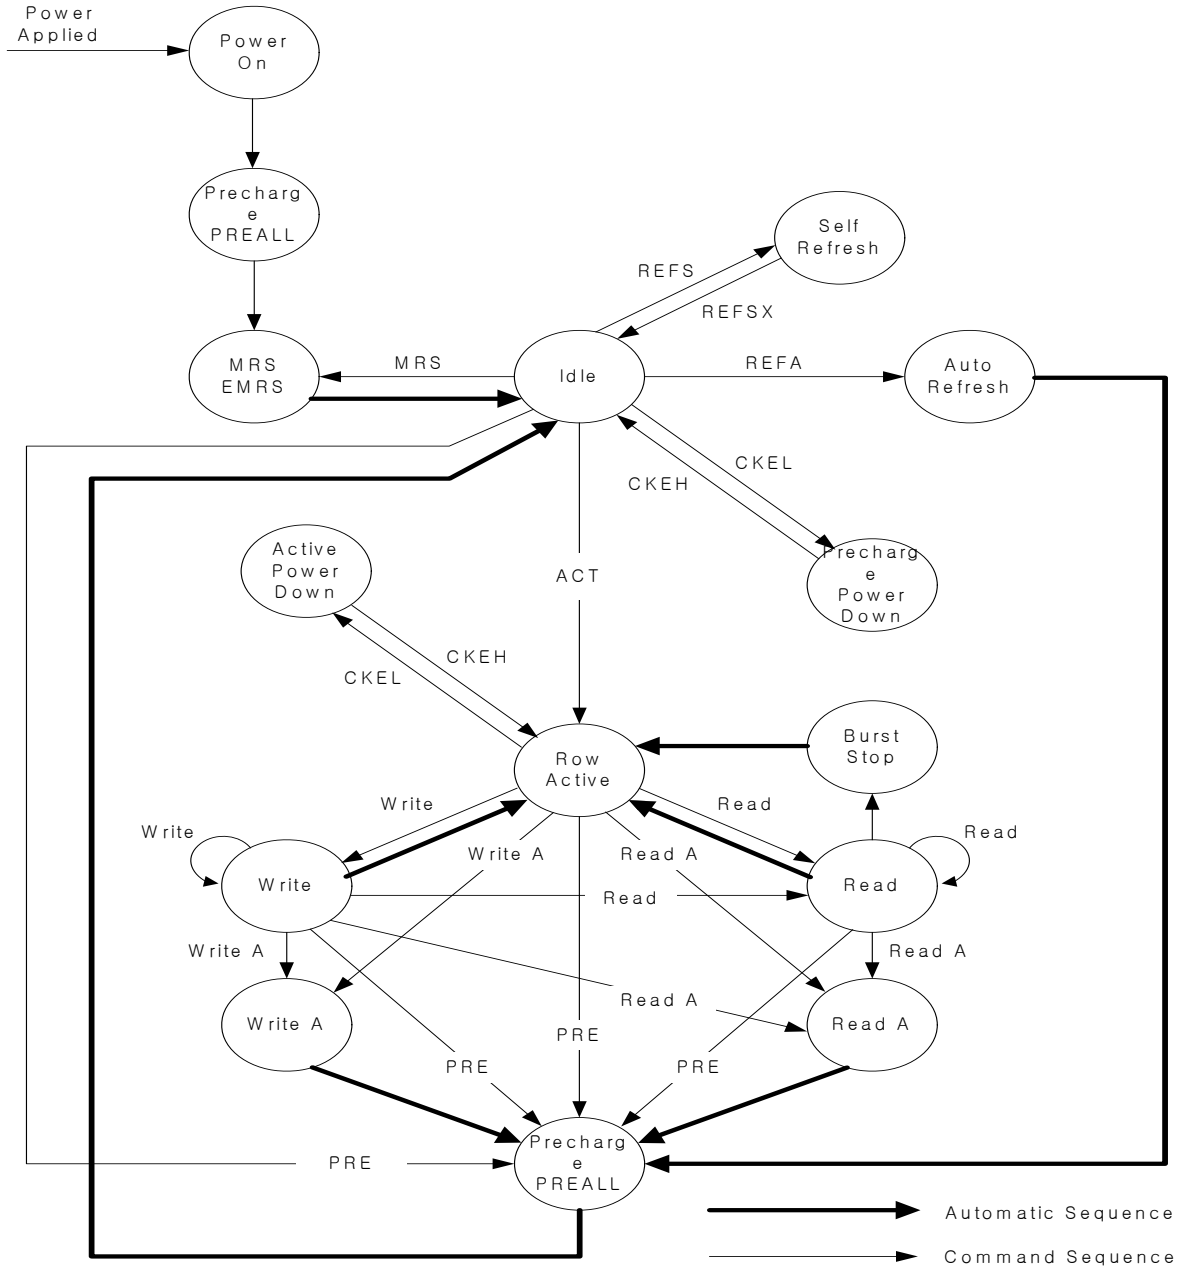 Power
Applied
Power
On
Precharg
e
PREALL
Self
Refresh
REFS
REFSX
MRS
EMRS
MRS
Idle
REFA
Auto
Refresh
CKEL
CKEH
Precharg
e
Power
Down
Active
Power
Down
ACT
CKEH
CKEL
Burst
Stop
Row
Active
Write
Read
Write
Read
Write A
Read A
Write
Read
Read
Write A
Read A
Read A
Write A
Read A
PRE
PRE
PRE
Precharg
e
PREALL
PRE
Automatic Sequence
Command Sequence